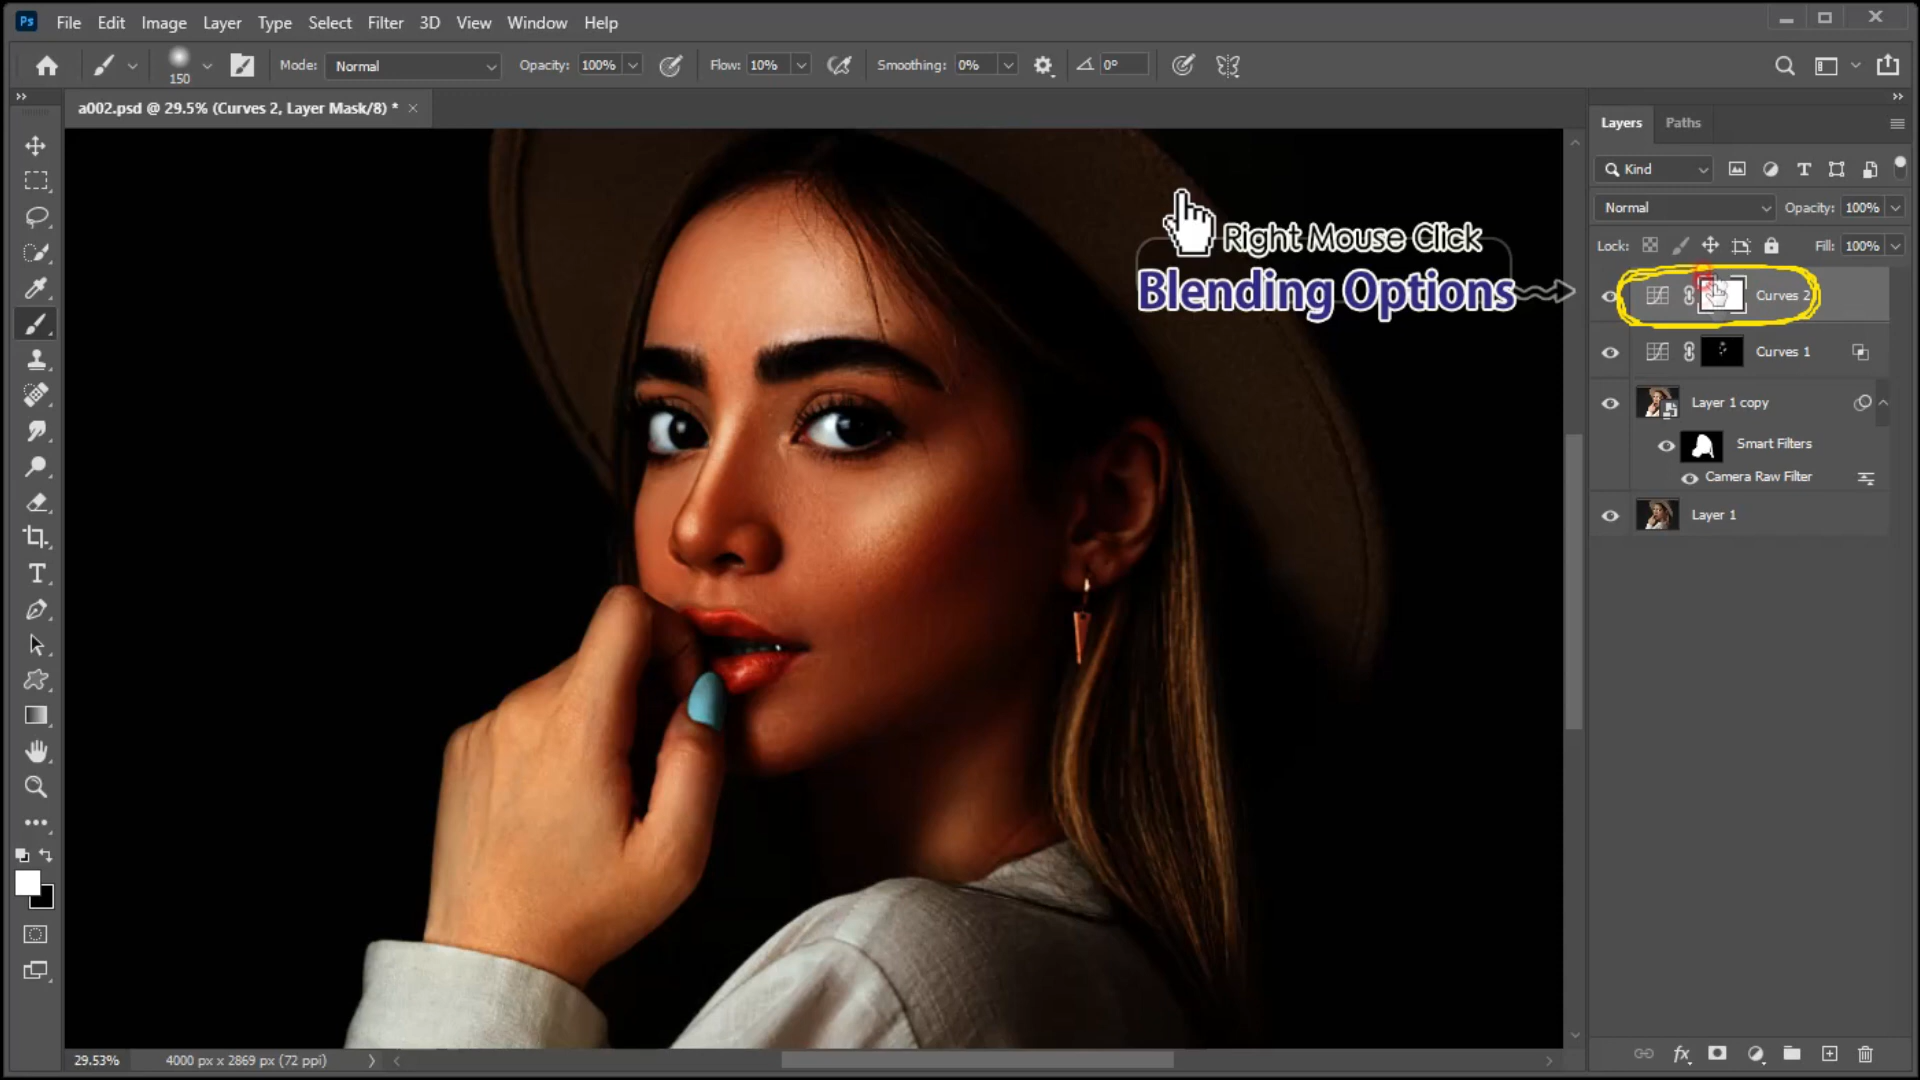 Ps File Edit Image Layer Type Select Filter 3D View Window Help
150 Mode: Normal Opacity: 100% Flow: 10% Smoothing: 0% 0°
a002.psd @ 29.5% (Curves 2, Layer Mask/8) *
Layers Paths
Kind
Normal Opacity: 100%
Lock: Fill: 100%
Right Mouse Click
Blending Options
Curves 2
Curves 1
Layer 1 copy
Smart Filters
Camera Raw Filter
Layer 1
29.53% 4000 px x 2869 px (72 ppi)